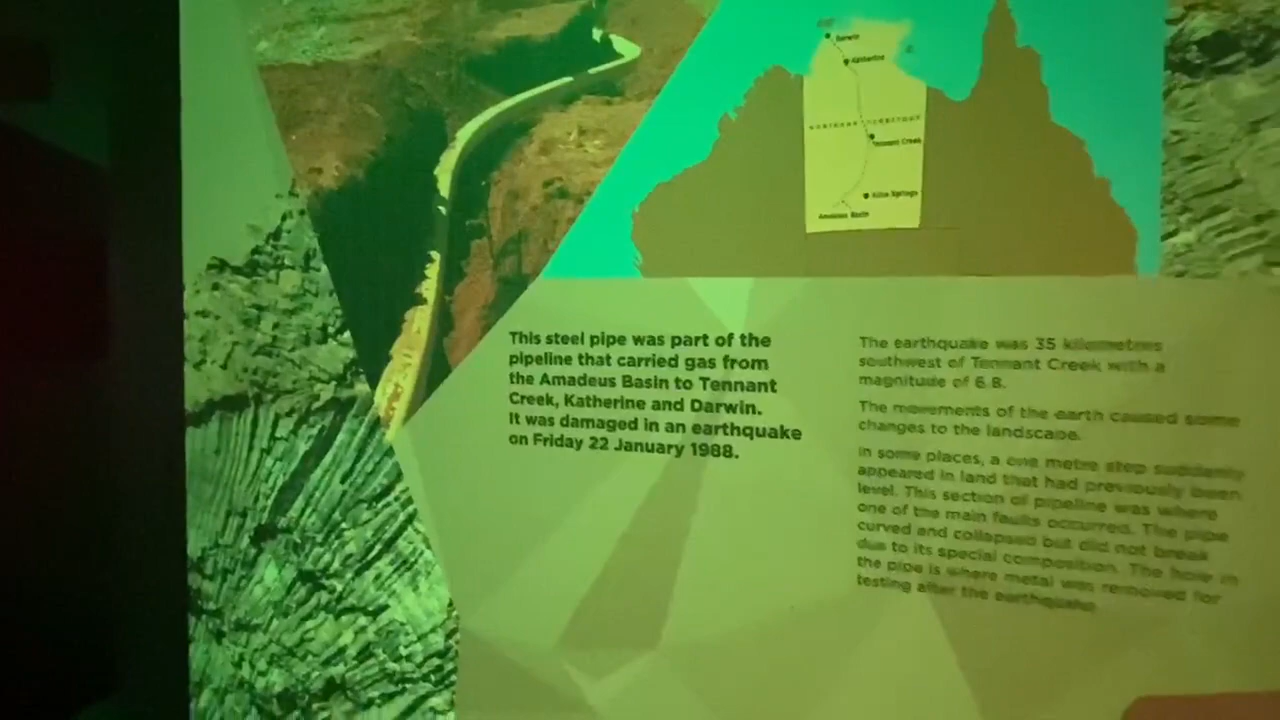 Darwin
Katherine
NORTHERN TERRITORY
Tennant Creek
Alice Springs
Amadeus Basin
This steel pipe was part of the
pipeline that carried gas from
the Amadeus Basin to Tennant
Creek, Katherine and Darwin.
It was damaged in an earthquake
on Friday 22 January 1988.
The earthquake was 35 kilometres
southwest of Tennant Creek with a
magnitude of 6.8.
The movements of the earth caused some
changes to the landscape.
In some places, a one metre step suddenly
appeared in land that had previously been
level. This section of pipeline was where
one of the main faults occurred. The pipe
curved and collapsed but did not break
due to its special composition. The hole in
the pipe is where metal was removed for
testing after the earthquake.